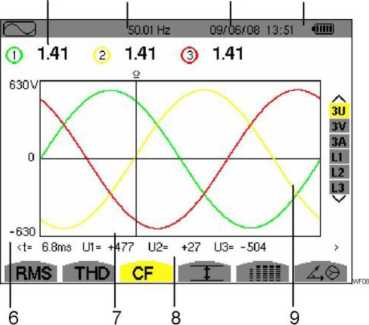 50.01 Hz 09/06/08 13:51
1 1.41 2 1.41 3 1.41
630V
0
-630
3U
3V
3A
L1
L2
L3
<t= 6.8ms U1= +477 U2= +27 U3= -504 >
RMS THD CF
6 7 8 9